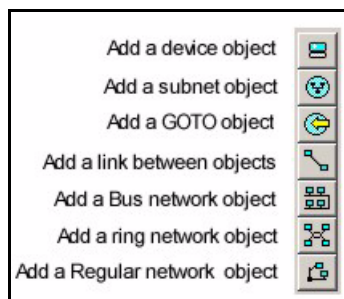 Add a device object
Add a subnet object
Add a GOTO object
Add a link between objects
Add a Bus network object
Add a ring network object
Add a Regular network object